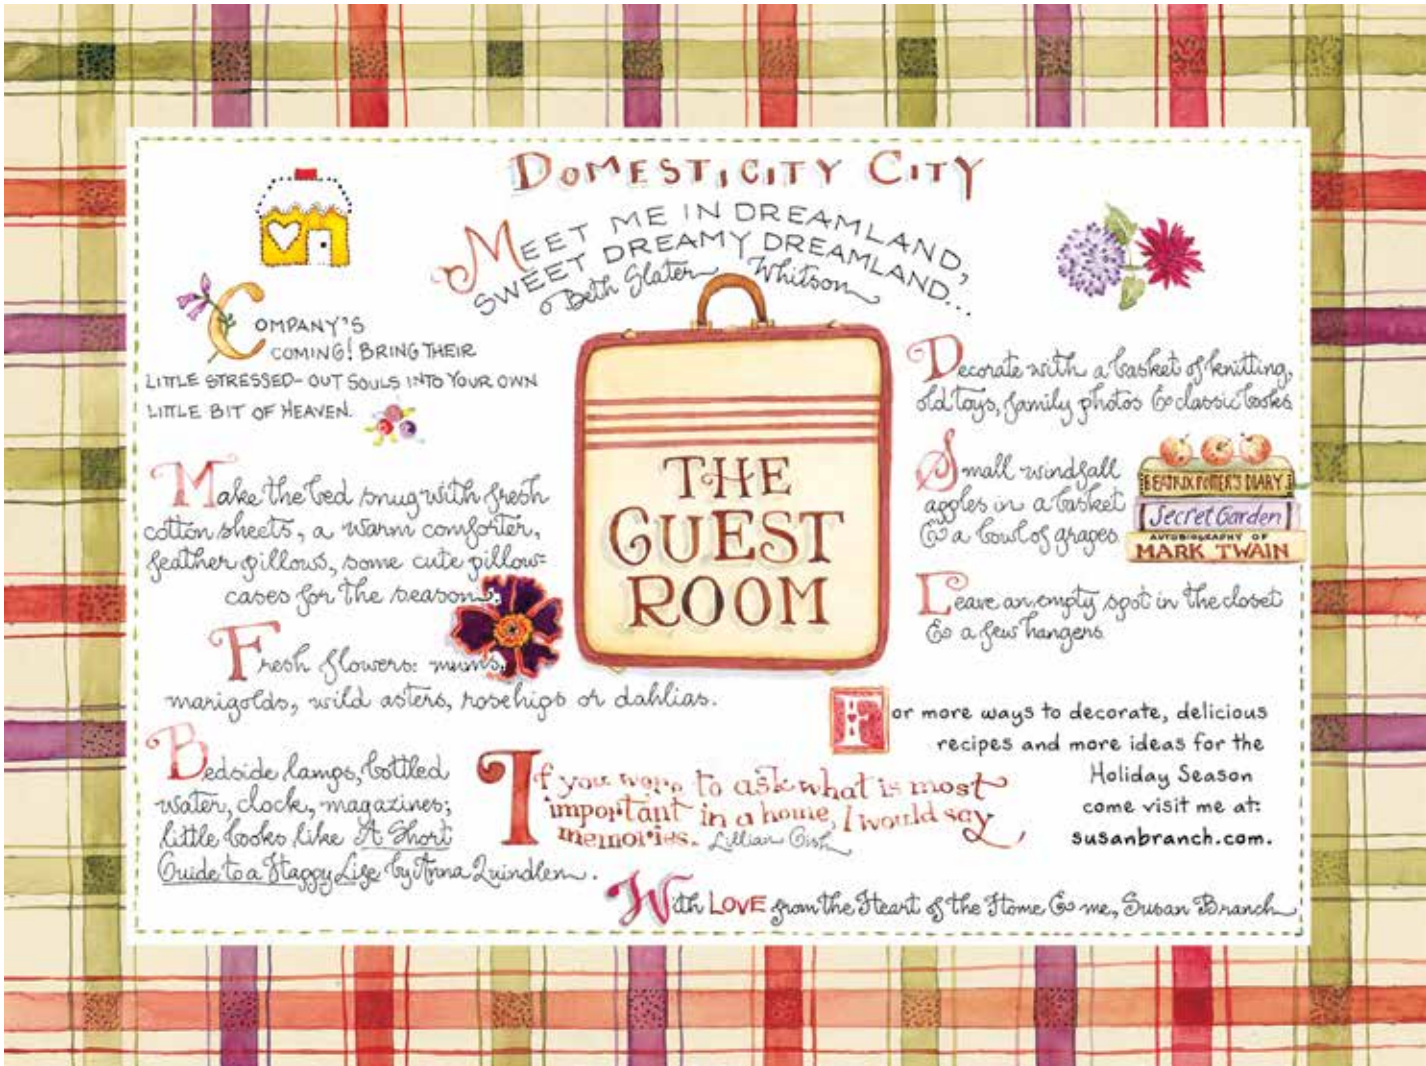 DOMESTICITY CITY
MEET ME IN DREAMLAND,
SWEET DREAMY DREAMLAND...
Beth Slater Whitson
COMPANY'S
COMING! BRING THEIR
LITTLE STRESSED-OUT SOULS INTO YOUR OWN
LITTLE BIT OF HEAVEN.
Make the bed snug with fresh
cotton sheets, a warm comforter,
feather pillows, some cute pillow=
cases for the season.
Fresh flowers: mums,
marigolds, wild asters, rosehips or dahlias.
Bedside lamps, bottled
water, clock, magazines;
little books like A Short
Guide to a Happy Life by Anna Quindlen.
THE
GUEST
ROOM
Decorate with a basket of knitting,
old toys, family photos & classic books.
Small windfall
apples in a basket
& a bowl of grapes.
BEATRIX POTTER'S DIARY
Secret Garden
AUTOBIOGRAPHY OF
MARK TWAIN
Leave an empty spot in the closet
& a few hangers.
For more ways to decorate, delicious
recipes and more ideas for the
Holiday Season
come visit me at:
susanbranch.com.
If you were to ask what is most
important in a home, I would say
memories. Lillian Gish
With LOVE from the Heart of the Home & me, Susan Branch